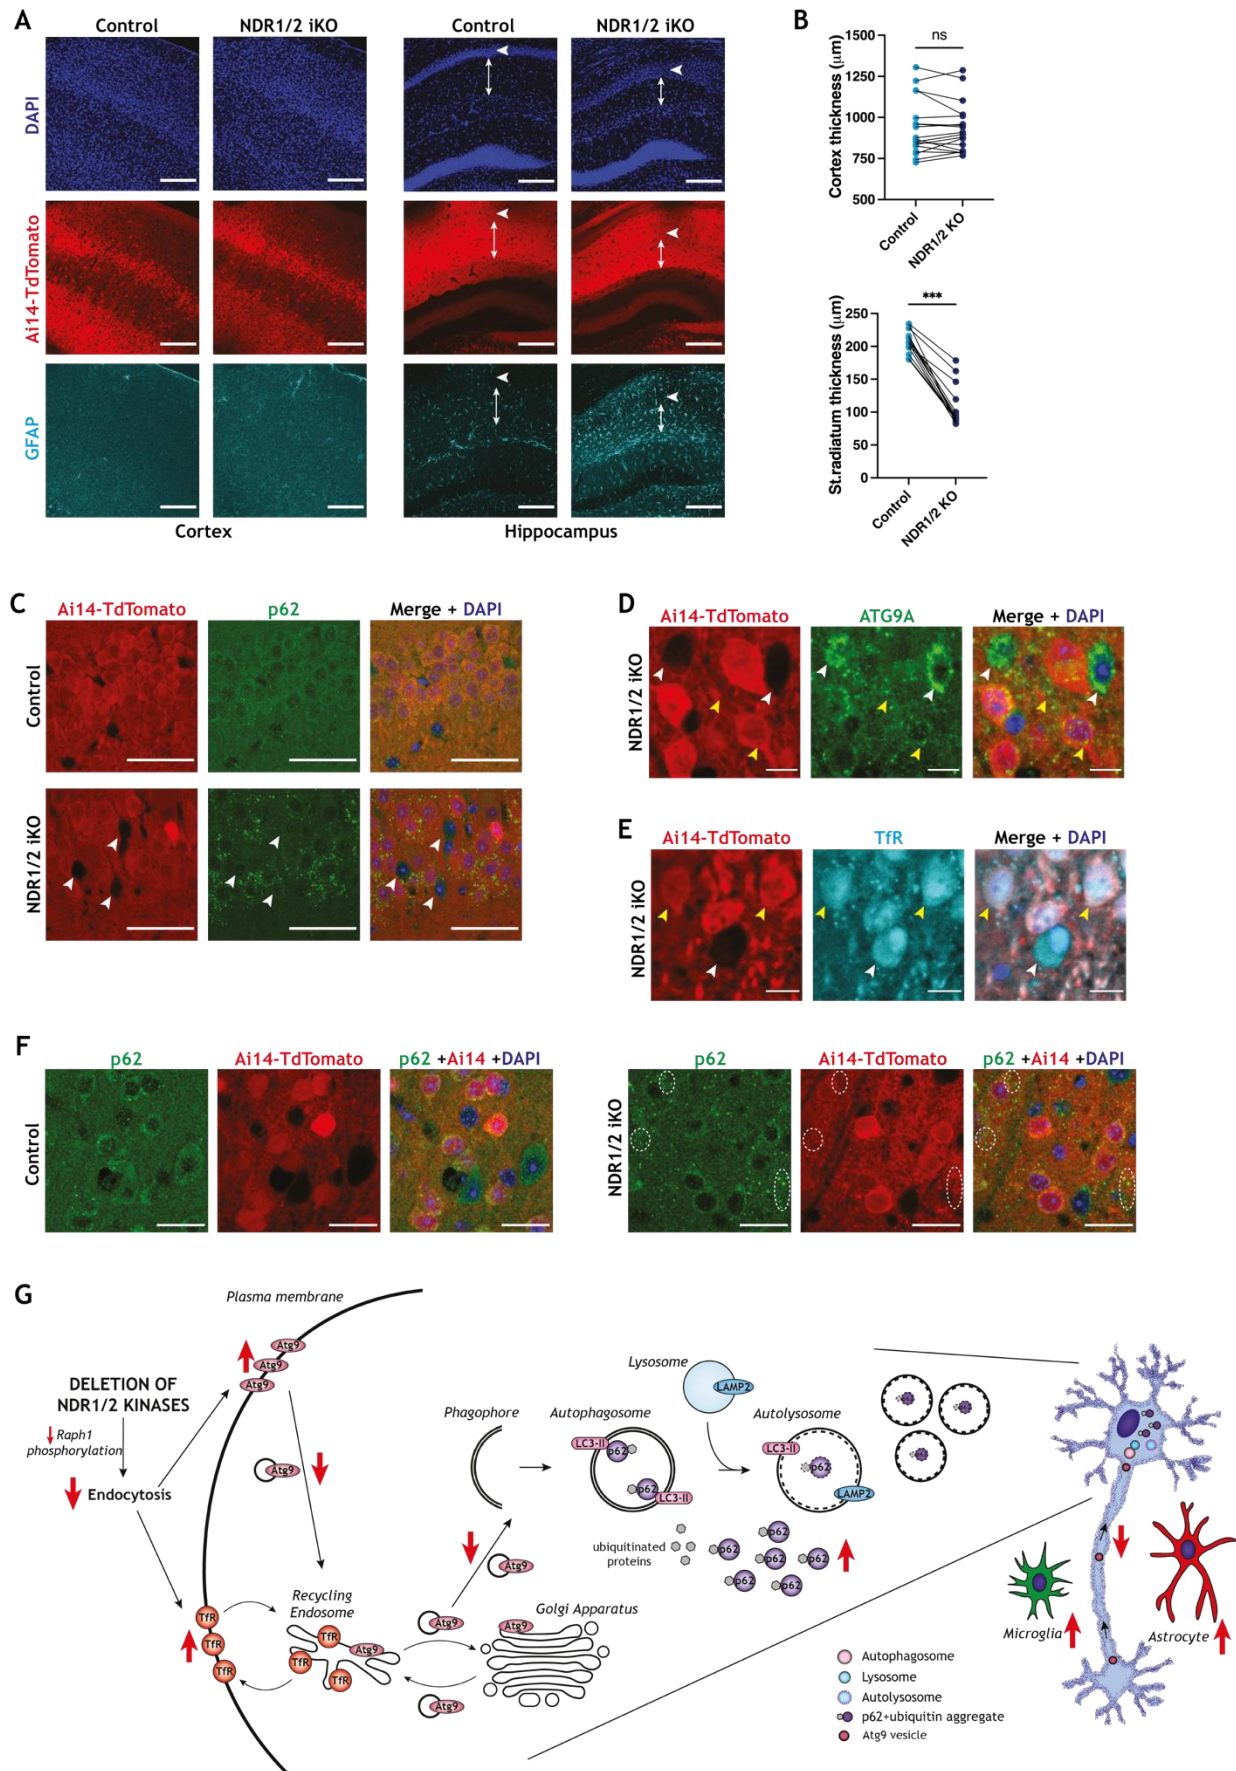 A
Control
NDR1/2 iKO
Control
NDR1/2 iKO
DAPI
Ai14-TdTomato
GFAP
Cortex
Hippocampus
B
ns
Cortex thickness (μm)
1500
1250
1000
750
500
Control
NDR1/2 KO
***
St.radiatum thickness (μm)
250
200
150
100
50
0
Control
NDR1/2 KO
C
Ai14-TdTomato
p62
Merge + DAPI
Control
NDR1/2 iKO
D
Ai14-TdTomato
ATG9A
Merge + DAPI
NDR1/2 iKO
E
Ai14-TdTomato
TfR
Merge + DAPI
NDR1/2 iKO
F
p62
Ai14-TdTomato
p62 +Ai14 +DAPI
Control
p62
Ai14-TdTomato
p62 +Ai14 +DAPI
NDR1/2 iKO
G
Plasma membrane
Atg9
Atg9
Atg9
DELETION OF
NDR1/2 KINASES
Raph1
phosphorylation
Endocytosis
Atg9
TfR
TfR
TfR
Recycling
Endosome
TfR
Atg9
TfR
TfR
Atg9
Atg9
Atg9
Golgi Apparatus
Atg9
Phagophore
Autophagosome
LC3-II
p62
p62
LC3-II
Lysosome
LAMP2
Autolysosome
LC3-II
p62
LAMP2
ubiquitinated
proteins
p62
p62
p62
p62
p62
p62
Microglia
Astrocyte
Autophagosome
Lysosome
Autolysosome
p62+ubiquitin aggregate
Atg9 vesicle